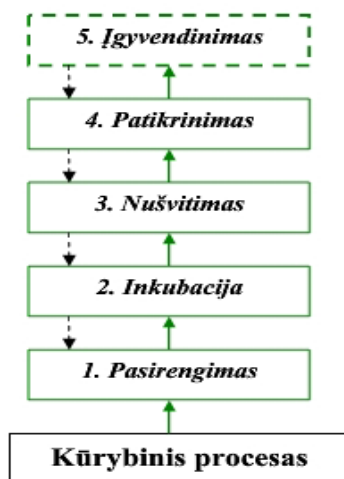 5. Įgyvendinimas
4. Patikrinimas
3. Nušvitimas
2. Inkubacija
1. Pasirengimas
Kūrybinis procesas